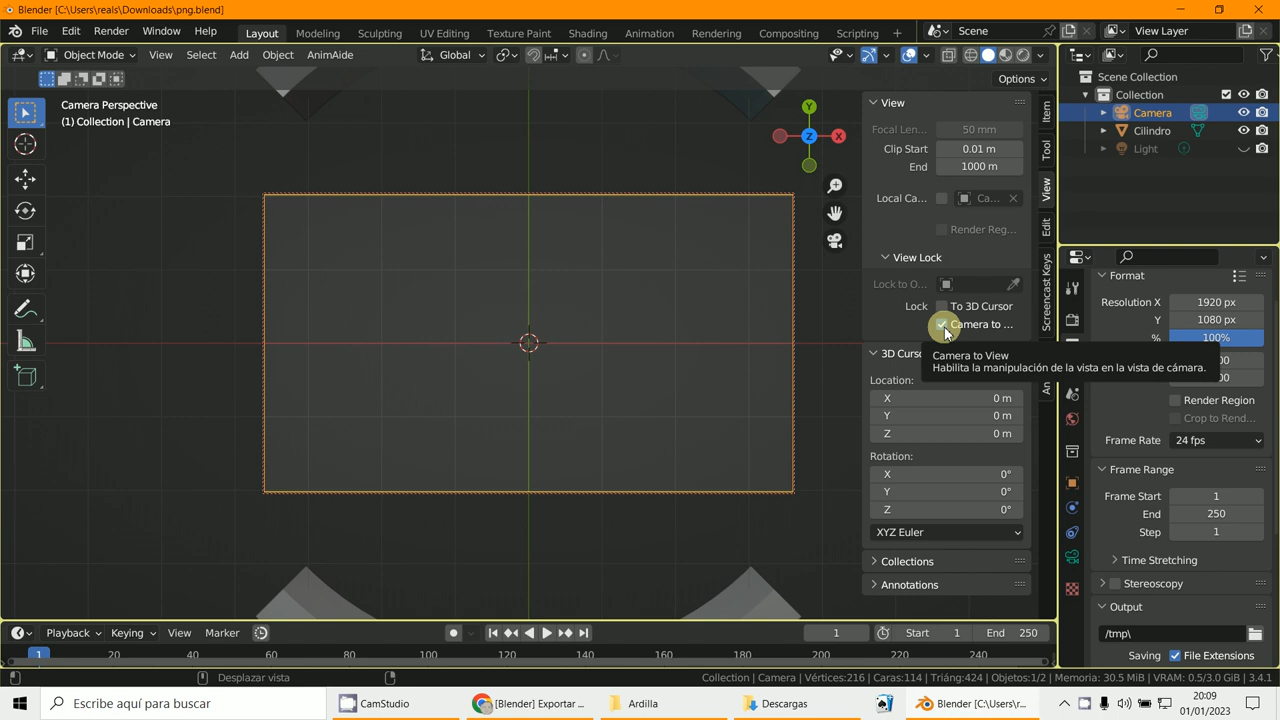 Blender [C:\Users\reals\Downloads\png.blend]
File Edit Render Window Help
Layout Modeling Sculpting UV Editing Texture Paint Shading Animation Rendering Compositing Scripting +
Scene
View Layer
Object Mode View Select Add Object AnimAide
Global
Options
Camera Perspective
(1) Collection | Camera
Y
X
Z
View
Focal Len... 50 mm
Clip Start 0.01 m
End 1000 m
Local Ca... Ca...
Render Reg...
View Lock
Lock to O...
Lock To 3D Cursor
Camera to ...
Camera to View
Habilita la manipulación de la vista en la vista de cámara.
3D Curso
Location:
X 0 m
Y 0 m
Z 0 m
Rotation:
X 0°
Y 0°
Z 0°
XYZ Euler
Collections
Annotations
Item
Tool
View
Edit
Screencast Keys
An
Scene Collection
Collection
Camera
Cilindro
Light
Format
Resolution X 1920 px
Y 1080 px
% 100%
Render Region
Crop to Rend...
Frame Rate 24 fps
Frame Range
Frame Start 1
End 250
Step 1
Time Stretching
Stereoscopy
Output
/tmp\
Saving File Extensions
Playback Keying View Marker
1 Start 1 End 250
1 20 40 60 80 100 120 140 160 180 200 220 240
Desplazar vista
Collection | Camera | Vértices:216 | Caras:114 | Triáng:424 | Objetos:1/2 | Memoria: 30.5 MiB | VRAM: 0.5/3.0 GiB | 3.4.1
Escribe aquí para buscar
CamStudio
[Blender] Exportar ...
Ardilla
Descargas
Blender [C:\Users\r...
20:09
01/01/2023